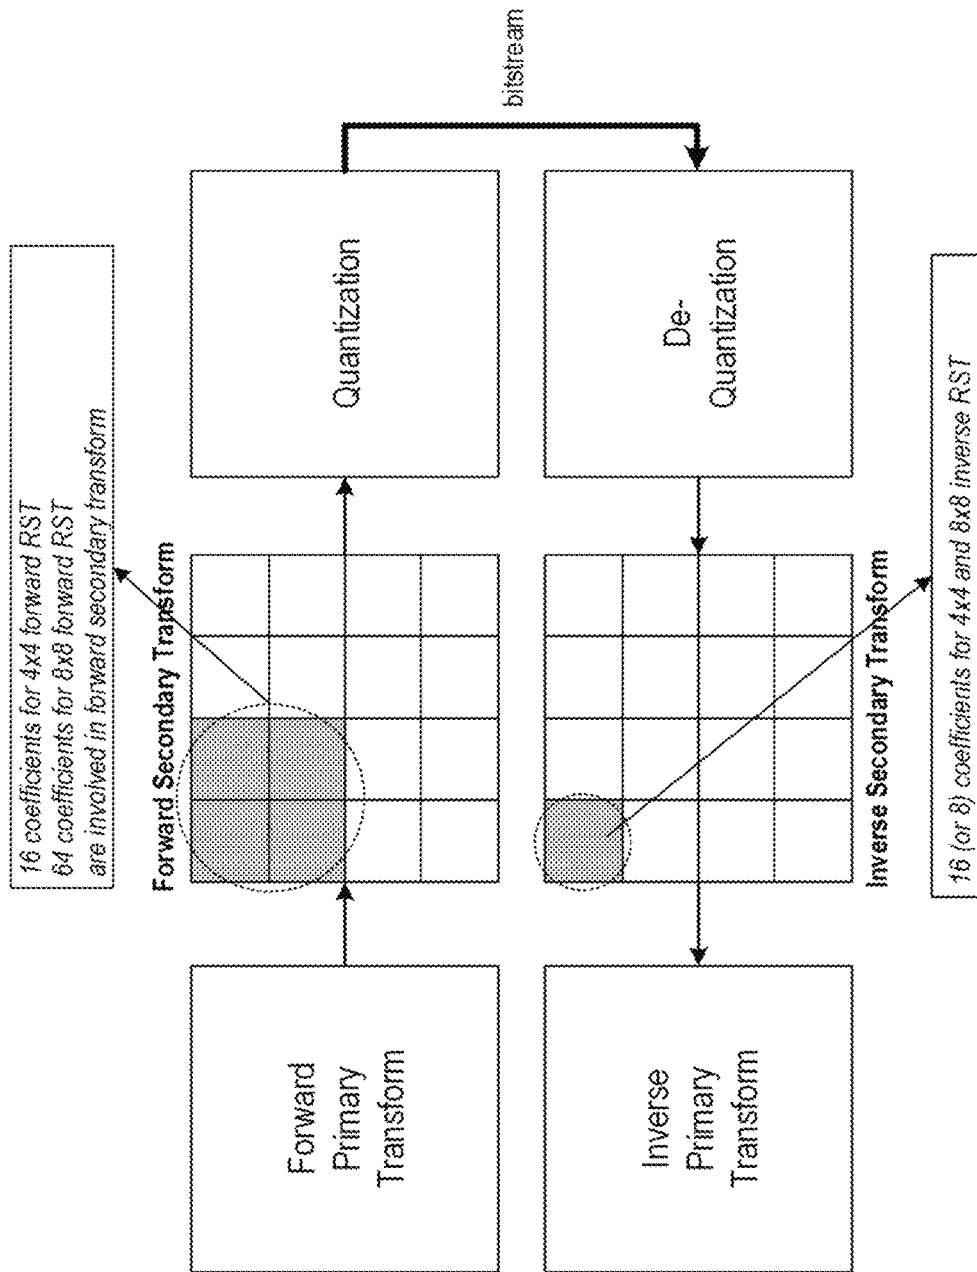 16 coefficients for 4x4 forward RST
64 coefficients for 8x8 forward RST
are involved in forward secondary transform
Forward Secondary Transform
Forward
Primary
Transform
Quantization
bitstream
Inverse
Primary
Transform
De-
Quantization
Inverse Secondary Transform
16 (or 8) coefficients for 4x4 and 8x8 inverse RST